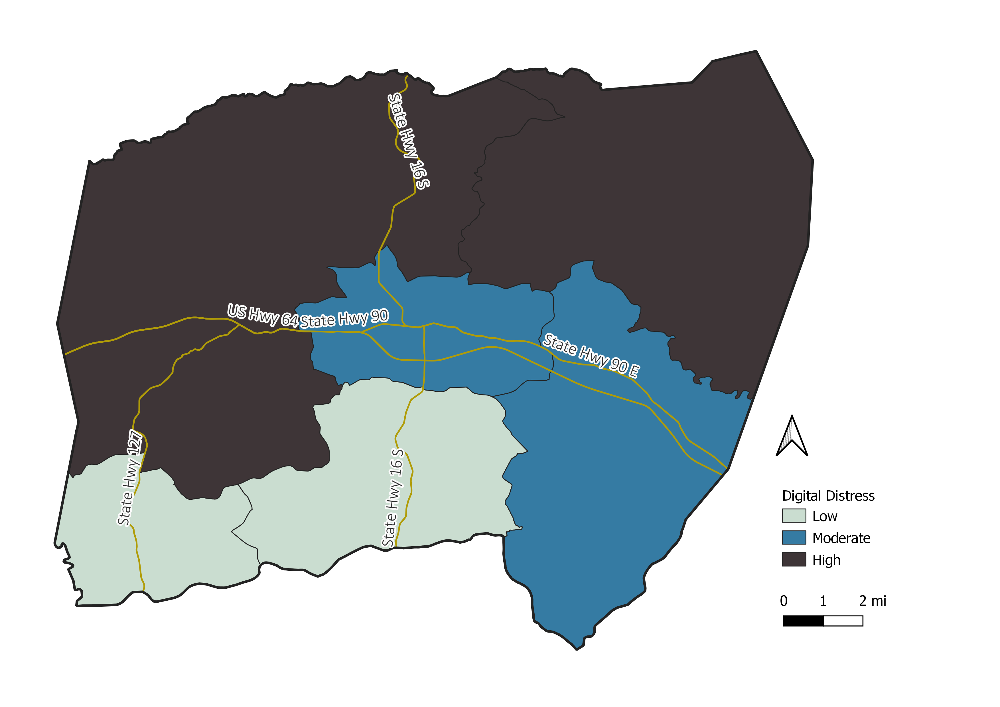 State Hwy 16 S
US Hwy 64
State Hwy 90
State Hwy 90 E
State Hwy 127
State Hwy 16 S
Digital Distress
Low
Moderate
High
0 1 2 mi